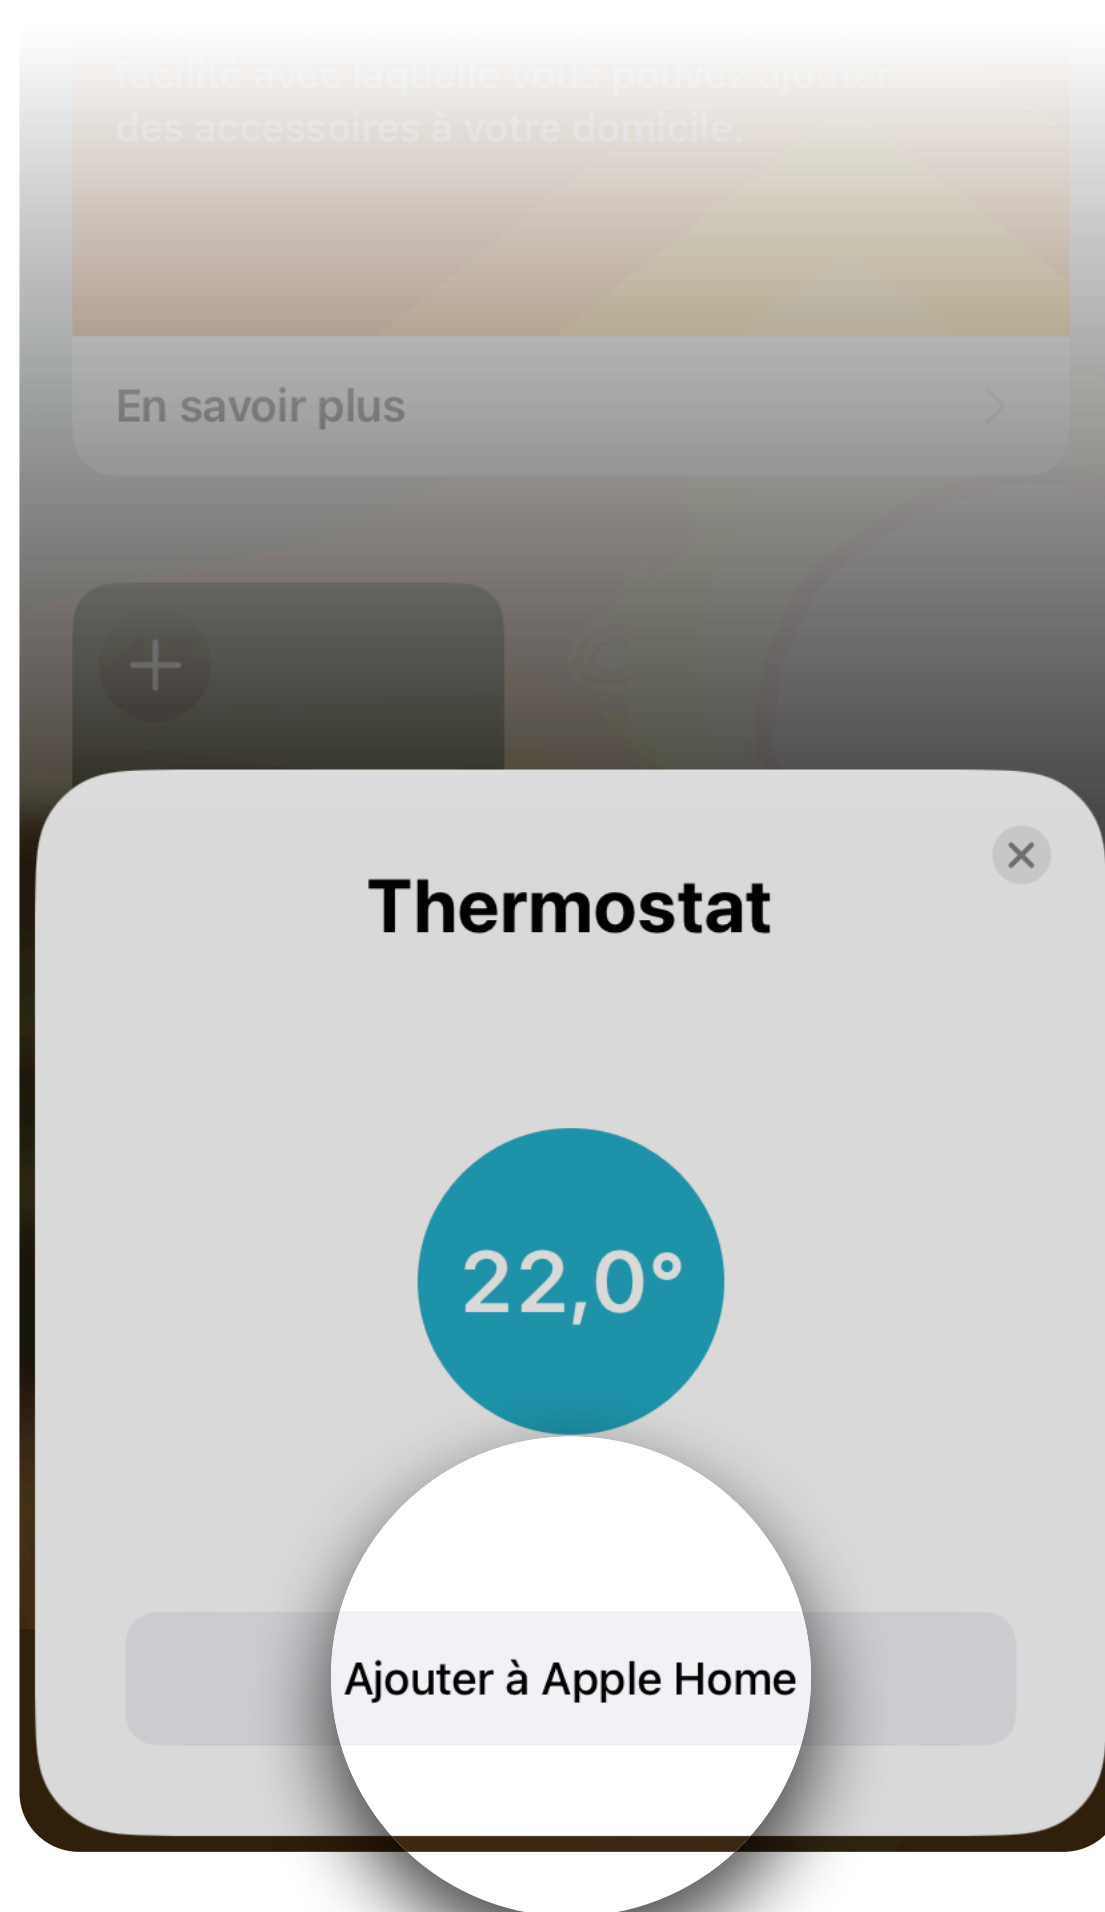 facilité avec laquelle vous pouvez ajouter
des accessoires à votre domicile.
En savoir plus
Thermostat
22,0°
Ajouter à Apple Home